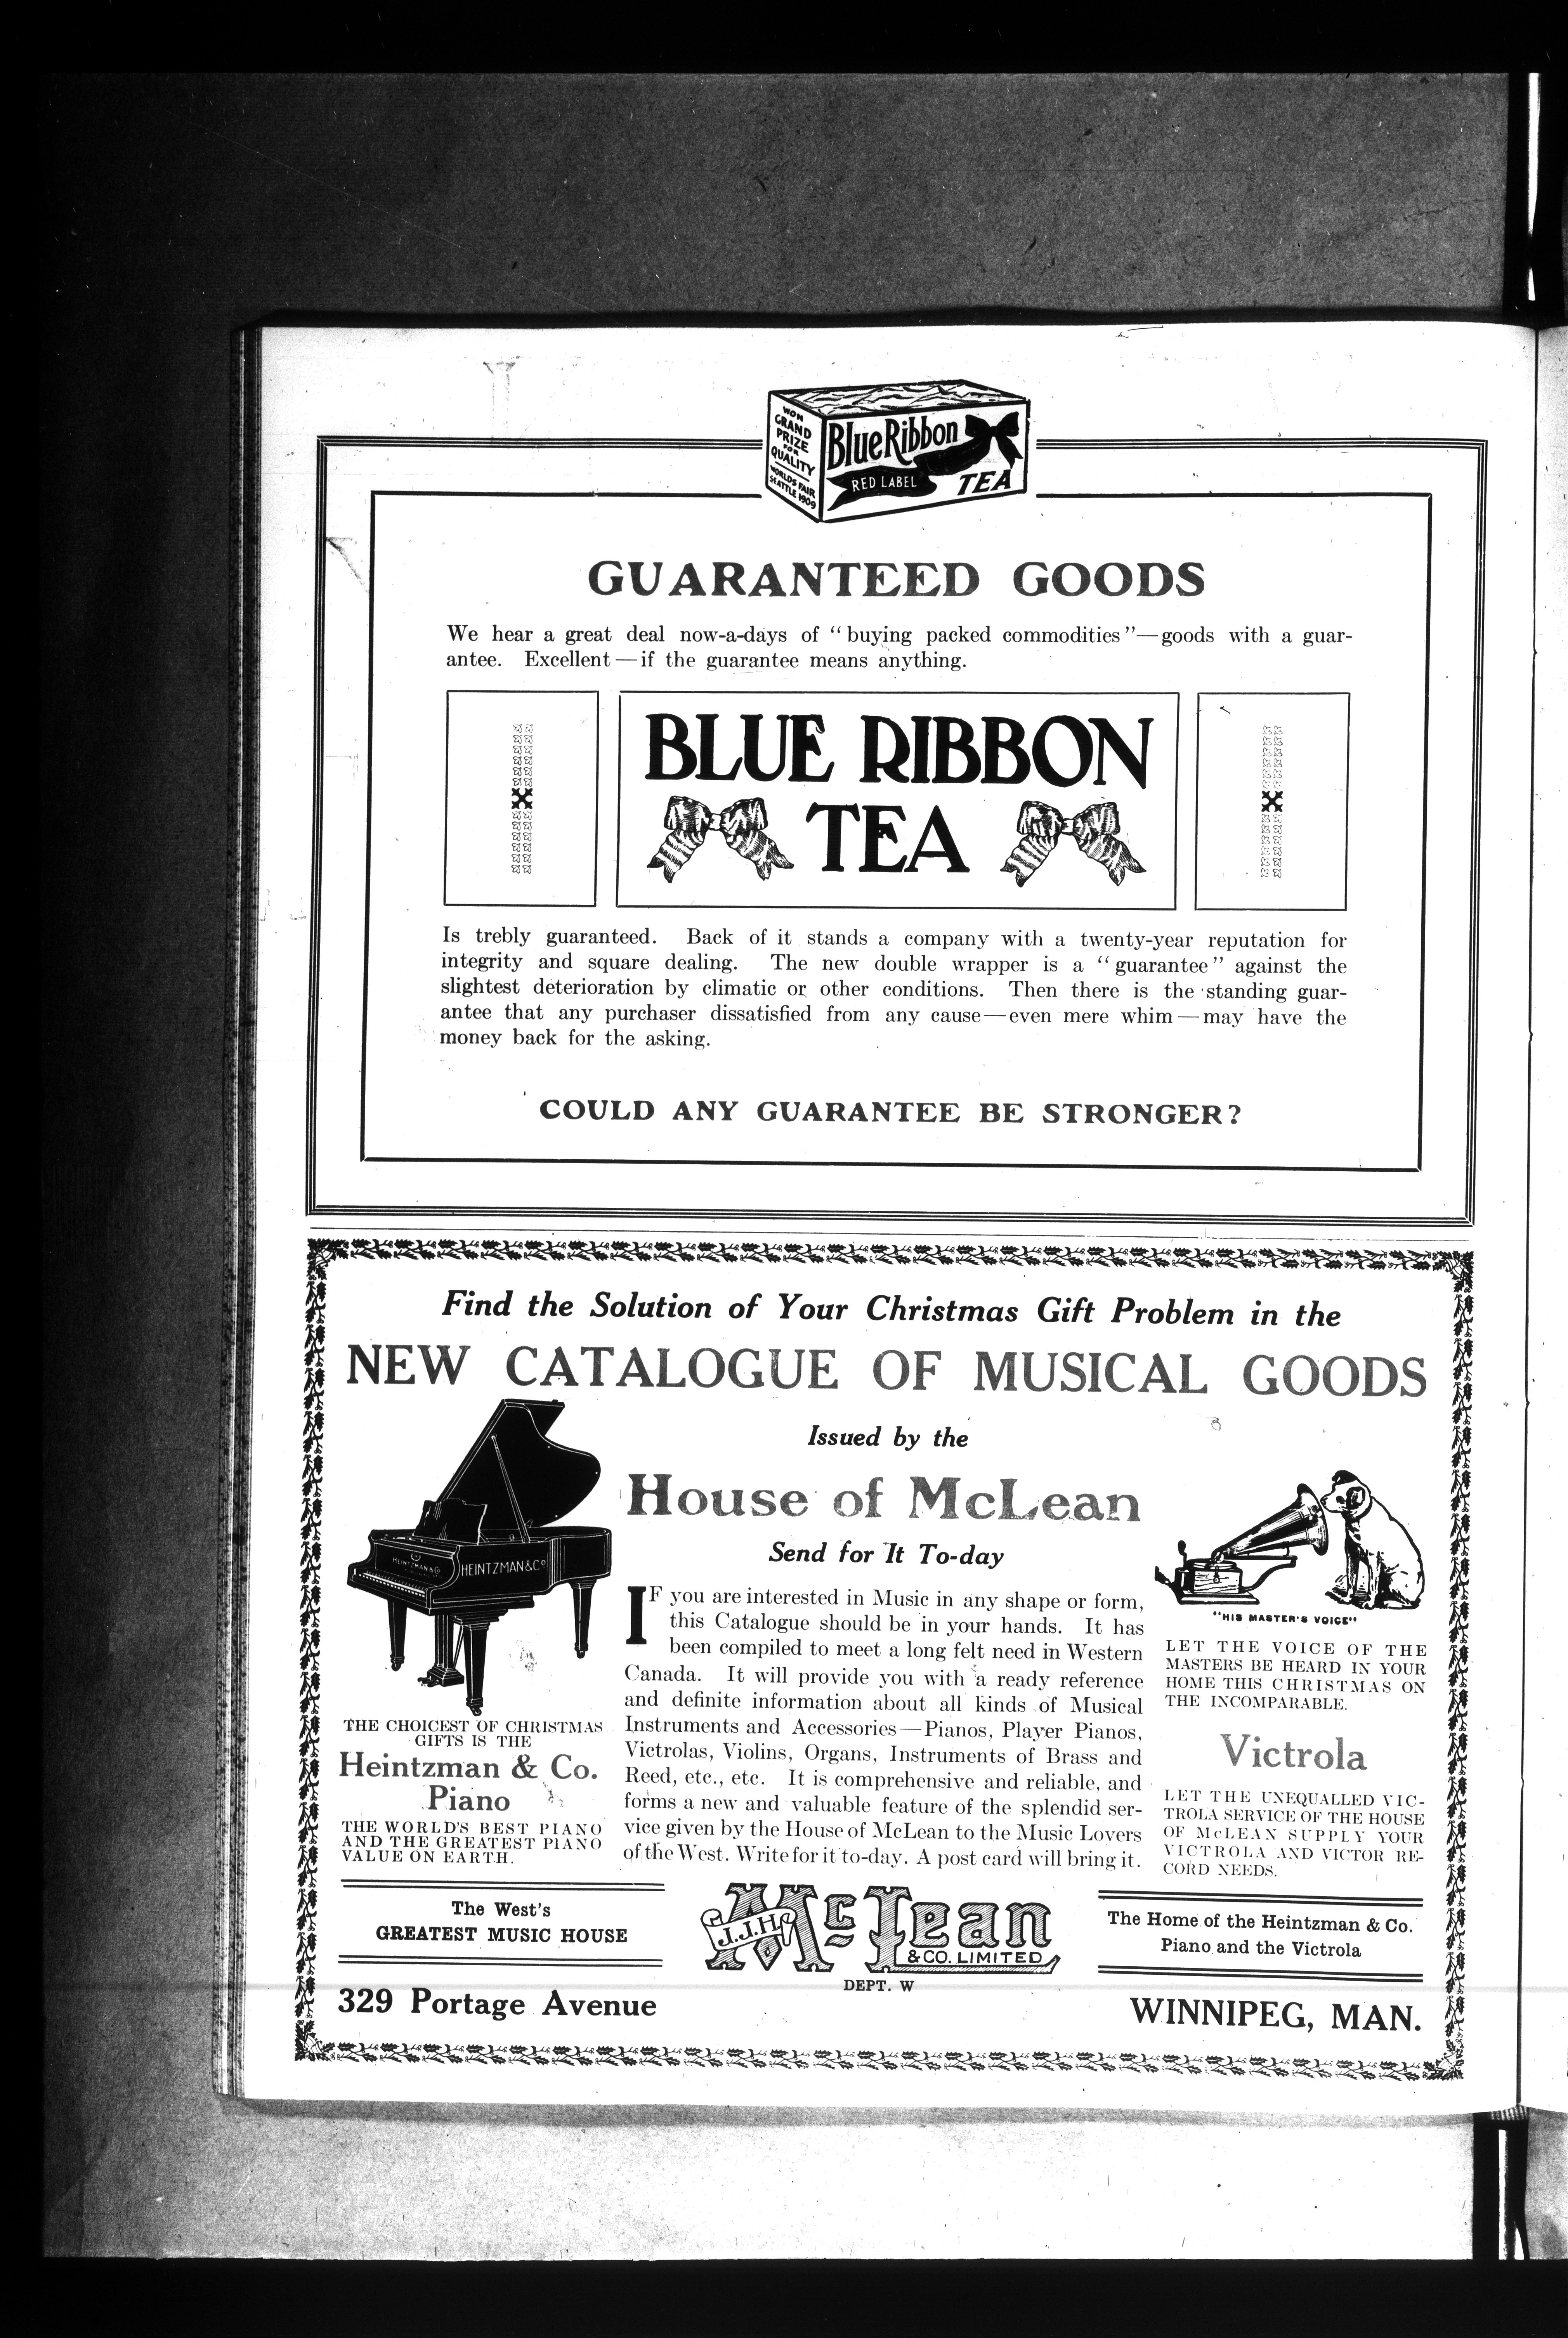 WON
GRAND
PRIZE
FOR
QUALITY
WORLDS FAIR
SEATTLE 1909
Blue Ribbon
RED LABEL
TEA
GUARANTEED GOODS
We hear a great deal now-a-days of "buying packed commodities"—goods with a guar-
antee. Excellent—if the guarantee means anything.
BLUE RIBBON
TEA
Is trebly guaranteed. Back of it stands a company with a twenty-year reputation for
integrity and square dealing. The new double wrapper is a "guarantee" against the
slightest deterioration by climatic or other conditions. Then there is the standing guar-
antee that any purchaser dissatisfied from any cause—even mere whim—may have the
money back for the asking.
COULD ANY GUARANTEE BE STRONGER?
Find the Solution of Your Christmas Gift Problem in the
NEW CATALOGUE OF MUSICAL GOODS
Issued by the
House of McLean
Send for It To-day
HEINTZMAN & Co
HEINTZMAN & Co
THE CHOICEST OF CHRISTMAS
GIFTS IS THE
Heintzman & Co.
Piano
THE WORLD'S BEST PIANO
AND THE GREATEST PIANO
VALUE ON EARTH.
IF you are interested in Music in any shape or form,
this Catalogue should be in your hands. It has
been compiled to meet a long felt need in Western
Canada. It will provide you with a ready reference
and definite information about all kinds of Musical
Instruments and Accessories—Pianos, Player Pianos,
Victrolas, Violins, Organs, Instruments of Brass and
Reed, etc., etc. It is comprehensive and reliable, and
forms a new and valuable feature of the splendid ser-
vice given by the House of McLean to the Music Lovers
of the West. Write for it to-day. A post card will bring it.
"HIS MASTER'S VOICE"
LET THE VOICE OF THE
MASTERS BE HEARD IN YOUR
HOME THIS CHRISTMAS ON
THE INCOMPARABLE.
Victrola
LET THE UNEQUALLED VIC-
TROLA SERVICE OF THE HOUSE
OF McLEAN SUPPLY YOUR
VICTROLA AND VICTOR RE-
CORD NEEDS.
The West's
GREATEST MUSIC HOUSE
J.J.H. McLean
& CO. LIMITED
DEPT. W
The Home of the Heintzman & Co.
Piano and the Victrola
329 Portage Avenue
WINNIPEG, MAN.